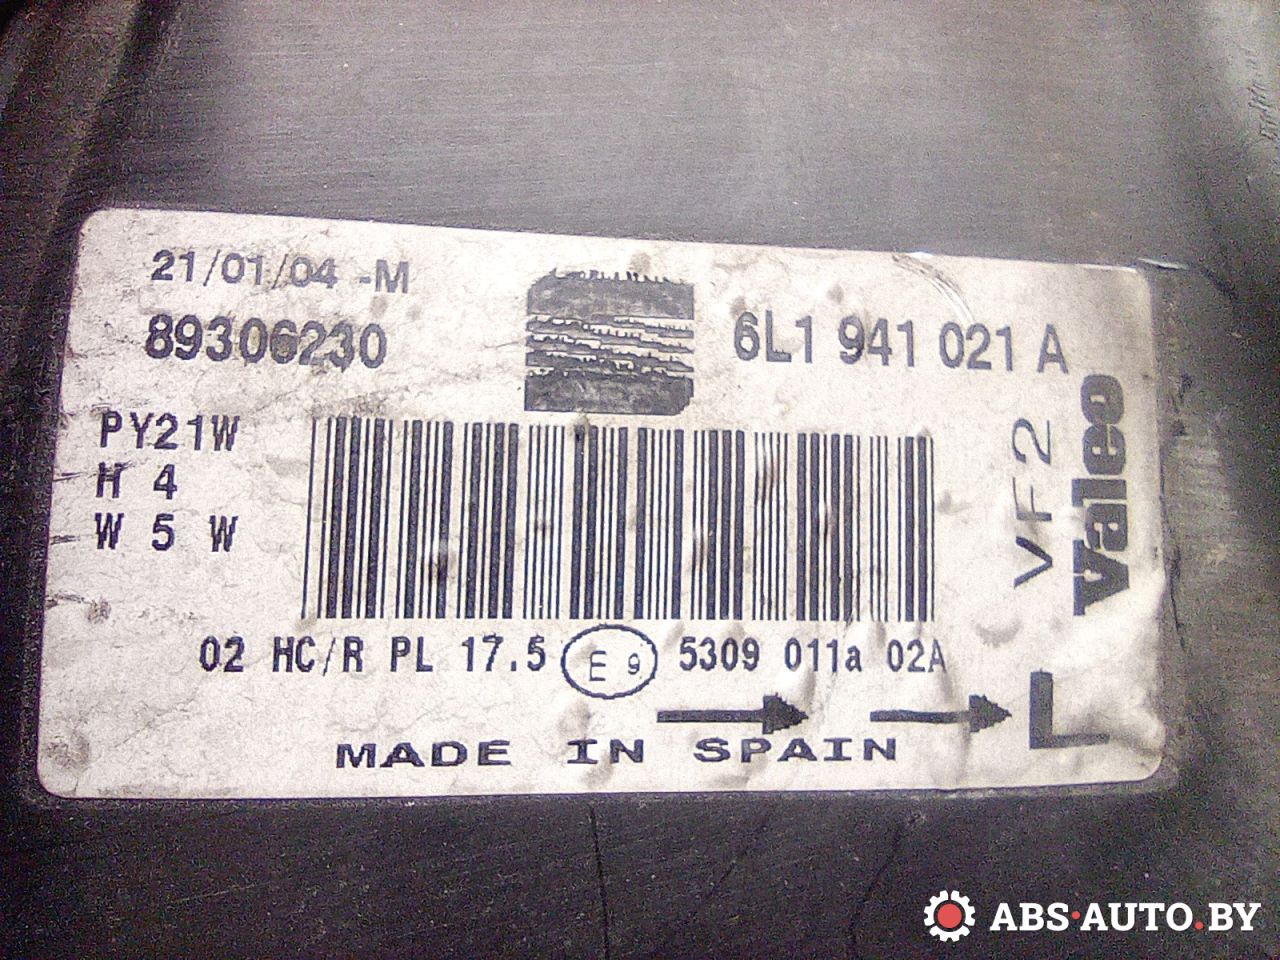 21/01/04 -M
89306230
6L1 941 021 A
PY21W
H 4
W 5 W
VF2
Valeo
02 HC/R PL 17.5 E 9 5309 011a 02A
L
MADE IN SPAIN
ABS·AUTO.BY